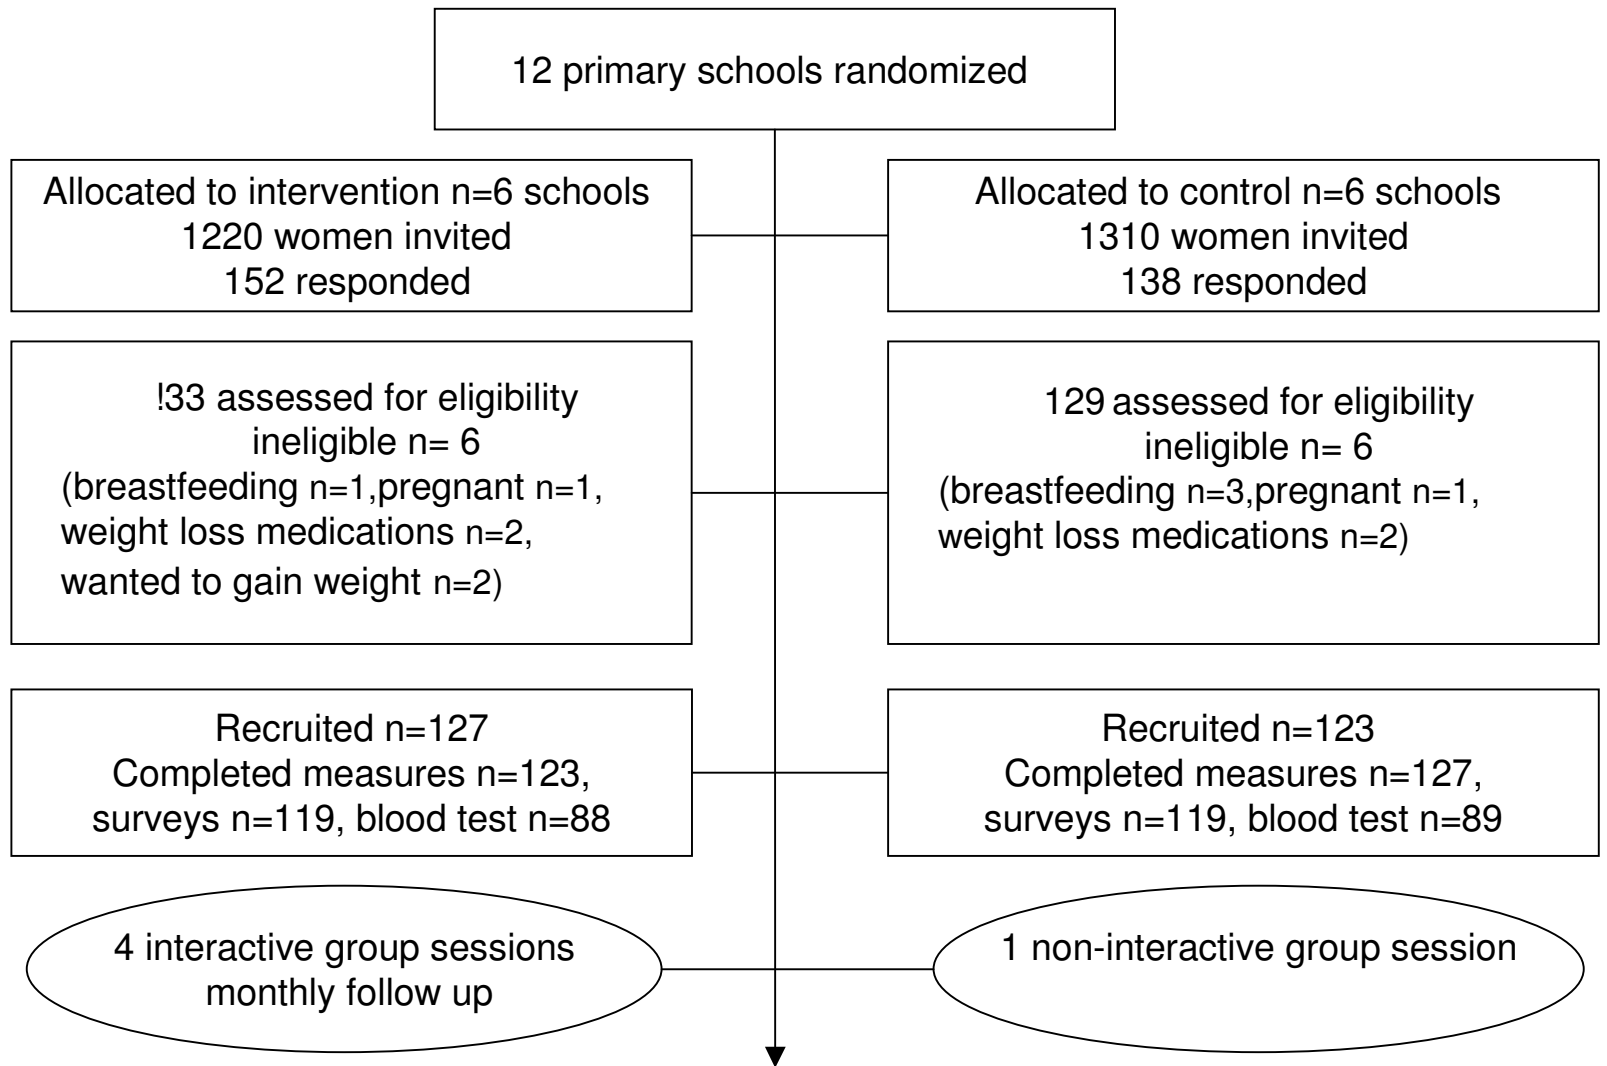 12 primary schools randomized
Allocated to intervention n=6 schools
1220 women invited
152 responded
Allocated to control n=6 schools
1310 women invited
138 responded
!33 assessed for eligibility
ineligible n= 6
(breastfeeding n=1,pregnant n=1,
weight loss medications n=2,
wanted to gain weight n=2)
129 assessed for eligibility
ineligible n= 6
(breastfeeding n=3,pregnant n=1,
weight loss medications n=2)
Recruited n=127
Completed measures n=123,
surveys n=119, blood test n=88
Recruited n=123
Completed measures n=127,
surveys n=119, blood test n=89
4 interactive group sessions
monthly follow up
1 non-interactive group session